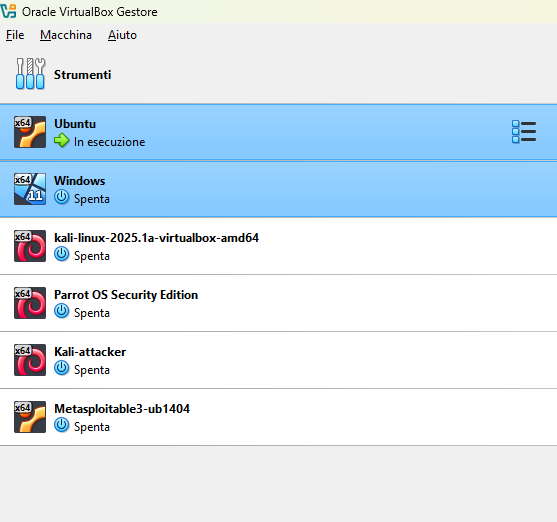 Oracle VirtualBox Gestore
File Macchina Aiuto
Strumenti
x64
Ubuntu
In esecuzione
x64
11
Windows
Spenta
x64
kali-linux-2025.1a-virtualbox-amd64
Spenta
x64
Parrot OS Security Edition
Spenta
x64
Kali-attacker
Spenta
x64
Metasploitable3-ub1404
Spenta